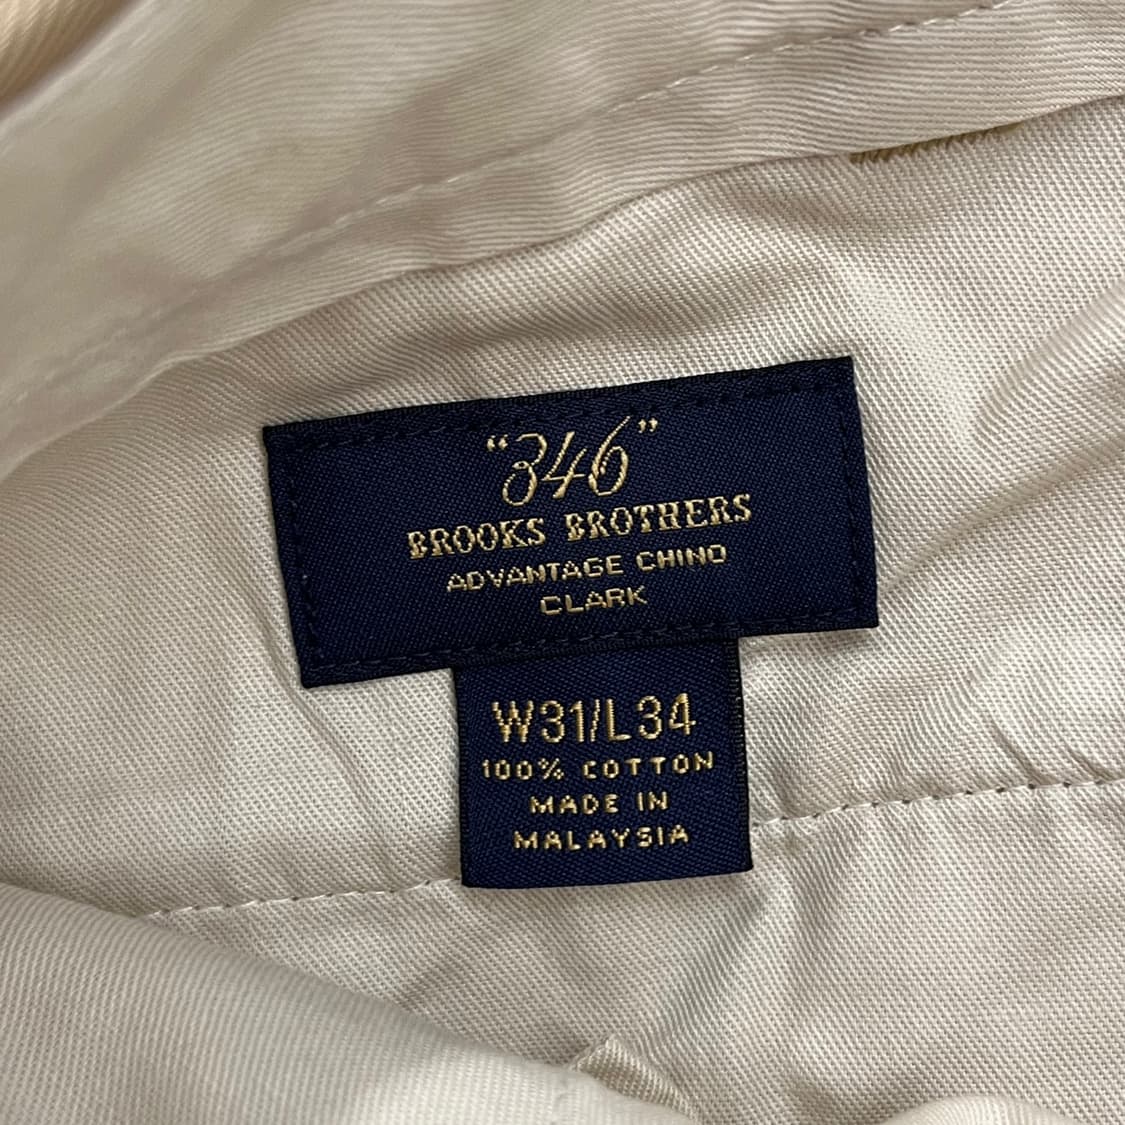 “346”
BROOKS BROTHERS
ADVANTAGE CHINO
CLARK
W31/L34
100% COTTON
MADE IN
MALAYSIA